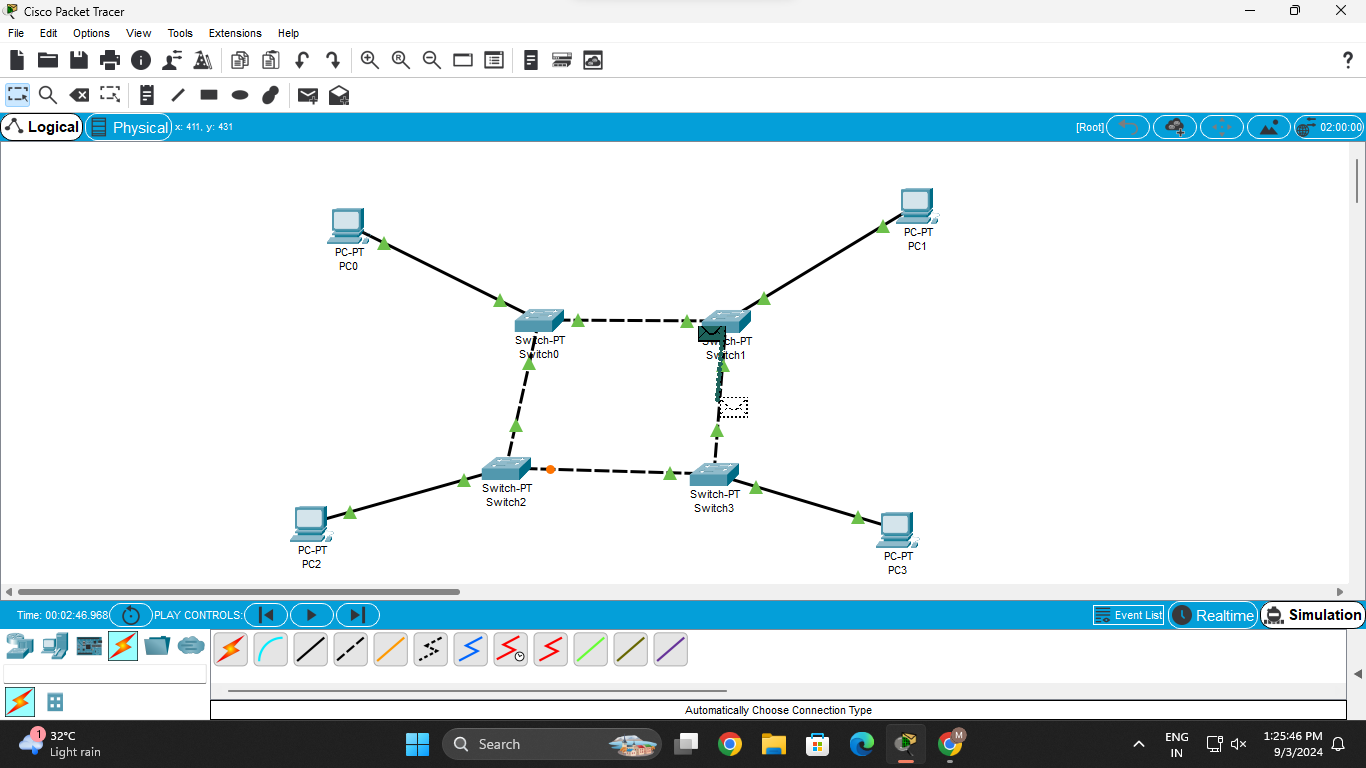 Cisco Packet Tracer
File Edit Options View Tools Extensions Help
?
Logical
Physical
x: 411, y: 431
[Root]
02:00:00
PC-PT
PC0
PC-PT
PC1
Switch-PT
Switch0
Switch-PT
Switch1
Switch-PT
Switch2
Switch-PT
Switch3
PC-PT
PC2
PC-PT
PC3
Time: 00:02:46.968
PLAY CONTROLS:
Event List
Realtime
Simulation
Automatically Choose Connection Type
1
32°C
Light rain
Search
M
ENG
IN
1:25:46 PM
9/3/2024